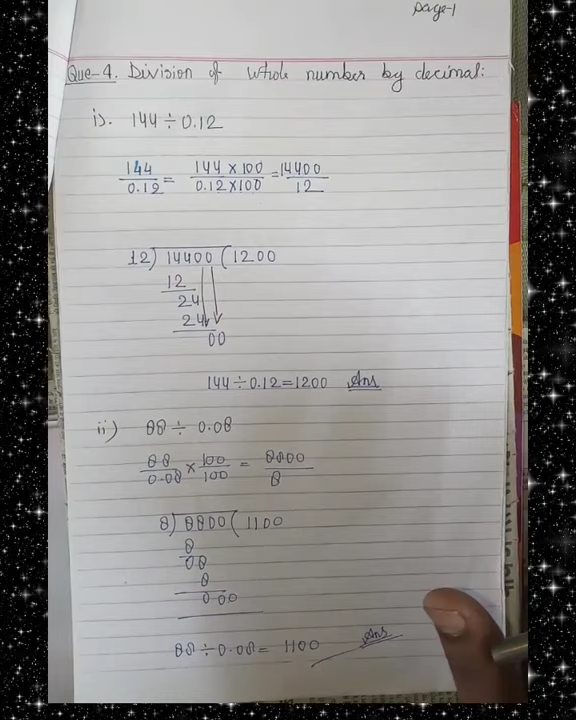 Page-1
Que-4. Division of whole number by decimal:
i). 144 ÷ 0.12
144/0.12 = 144 × 100/0.12 × 100 = 14400/12
12) 14400 (1200
12
24
24
00
144 ÷ 0.12 = 1200 Ans
ii) 88 ÷ 0.08
88/0.08 × 100/100 = 8800/8
8) 8800 (1100
8
08
8
000
88 ÷ 0.08 = 1100 Ans